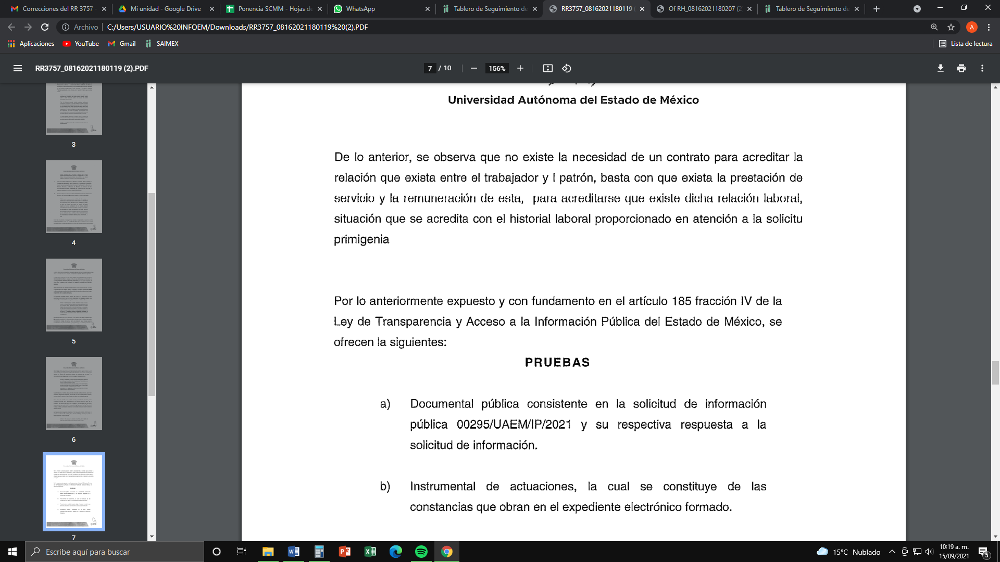 Correcciones del RR 3757
Mi unidad - Google Drive
Ponencia SCMM - Hojas de
WhatsApp
Tablero de Seguimiento de
RR3757_08162021180119
Of RH_08162021180207 (2
Tablero de Seguimiento de
Archivo
C:/Users/USUARIO%20INFOEM/Downloads/RR3757_08162021180119%20(2).PDF
A
Aplicaciones
YouTube
Gmail
SAIMEX
Lista de lectura
RR3757_08162021180119 (2).PDF
7 / 10
156%
3
4
5
6
7
Universidad Autónoma del Estado de México
De lo anterior, se observa que no existe la necesidad de un contrato para acreditar la
relación que exista entre el trabajador y l patrón, basta con que exista la prestación de
servicio y la remuneración de esta, para acreditarse que existe dicha relación laboral,
situación que se acredita con el historial laboral proporcionado en atención a la solicitu
primigenia
Por lo anteriormente expuesto y con fundamento en el artículo 185 fracción IV de la
Ley de Transparencia y Acceso a la Información Pública del Estado de México, se
ofrecen la siguientes:
PRUEBAS
a) Documental pública consistente en la solicitud de información
pública 00295/UAEM/IP/2021 y su respectiva respuesta a la
solicitud de información.
b) Instrumental de actuaciones, la cual se constituye de las
constancias que obran en el expediente electrónico formado.
Escribe aquí para buscar
15°C Nublado
10:19 a. m.
15/09/2021
5